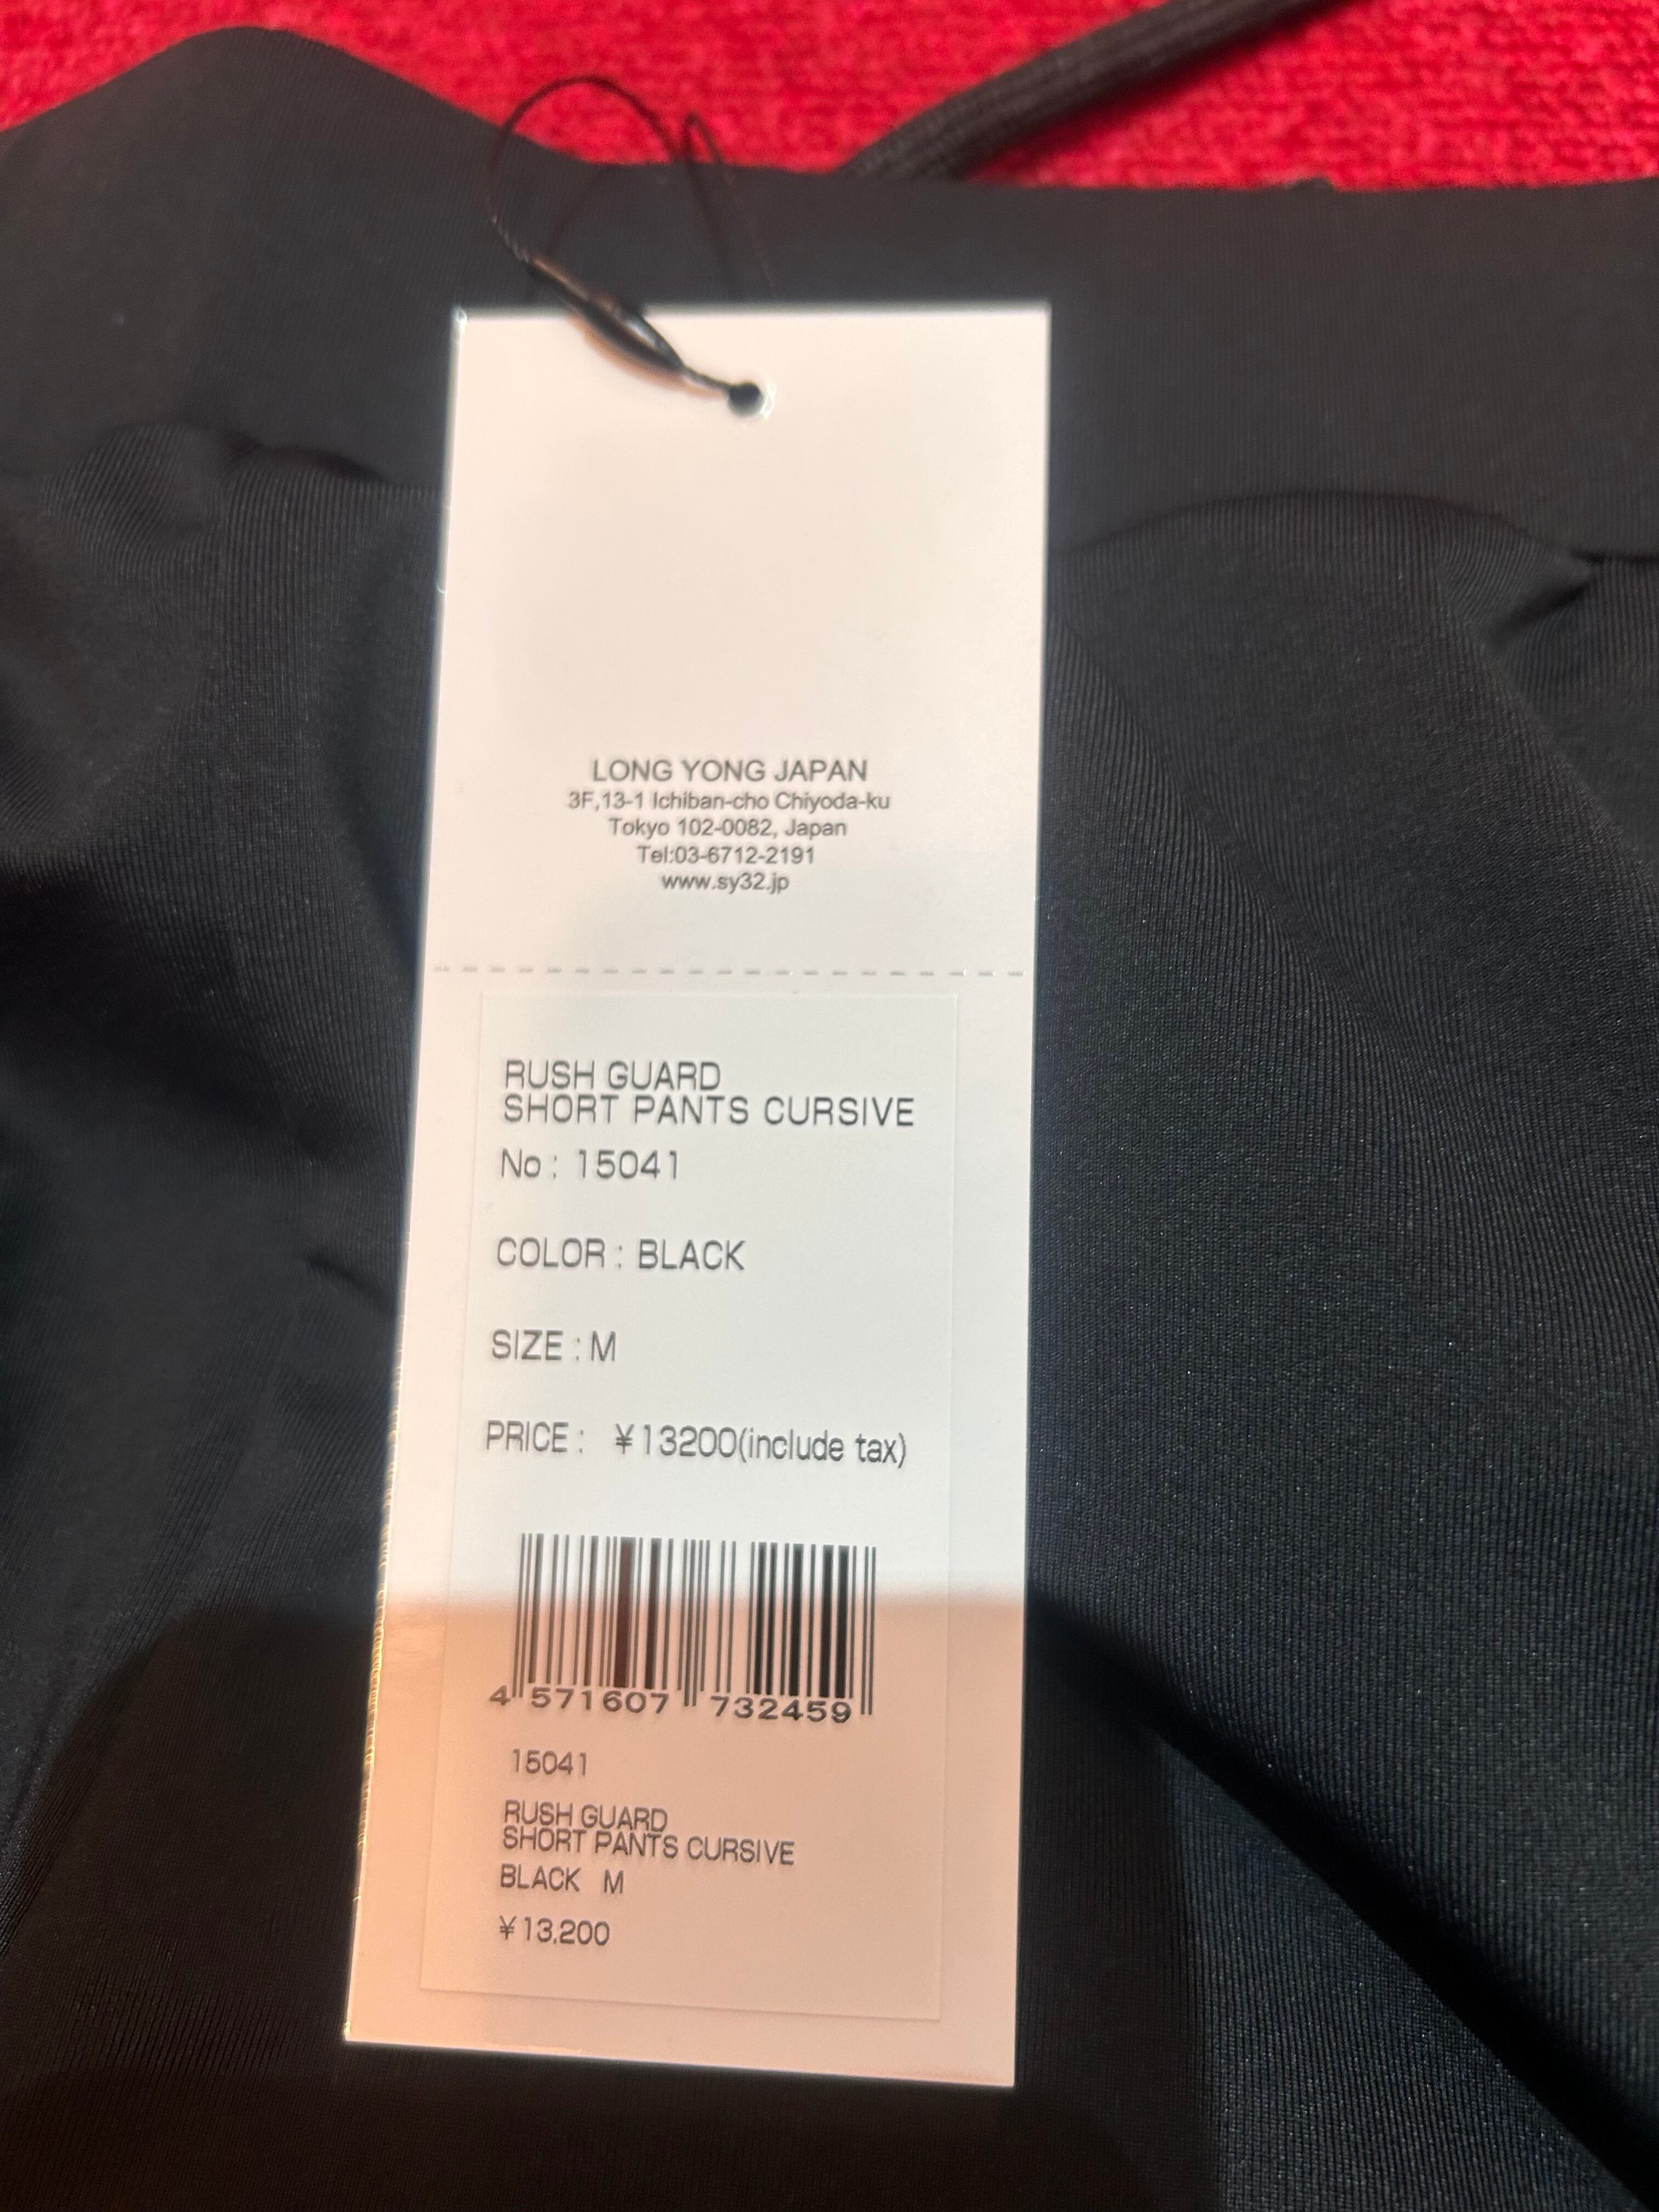 LONG YONG JAPAN
3F,13-1 Ichiban-cho Chiyoda-ku
Tokyo 102-0082, Japan
Tel:03-6712-2191
www.sy32.jp
RUSH GUARD
SHORT PANTS CURSIVE
No : 15041
COLOR : BLACK
SIZE : M
PRICE : ¥13200(include tax)
4 571607 732459
15041
RUSH GUARD
SHORT PANTS CURSIVE
BLACK M
¥13,200